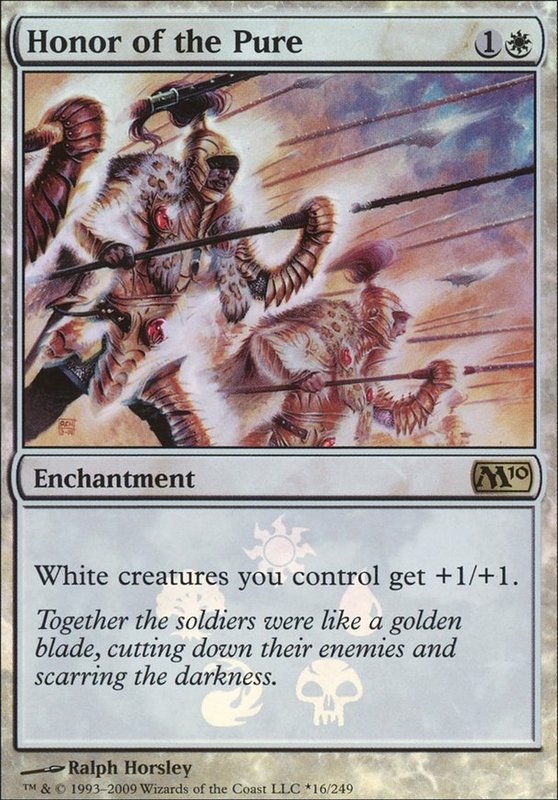 Honor of the Pure 1
Enchantment M10
White creatures you control get +1/+1.
Together the soldiers were like a golden
blade, cutting down their enemies and
scarring the darkness.
Ralph Horsley
™ & © 1993–2009 Wizards of the Coast LLC *16/249